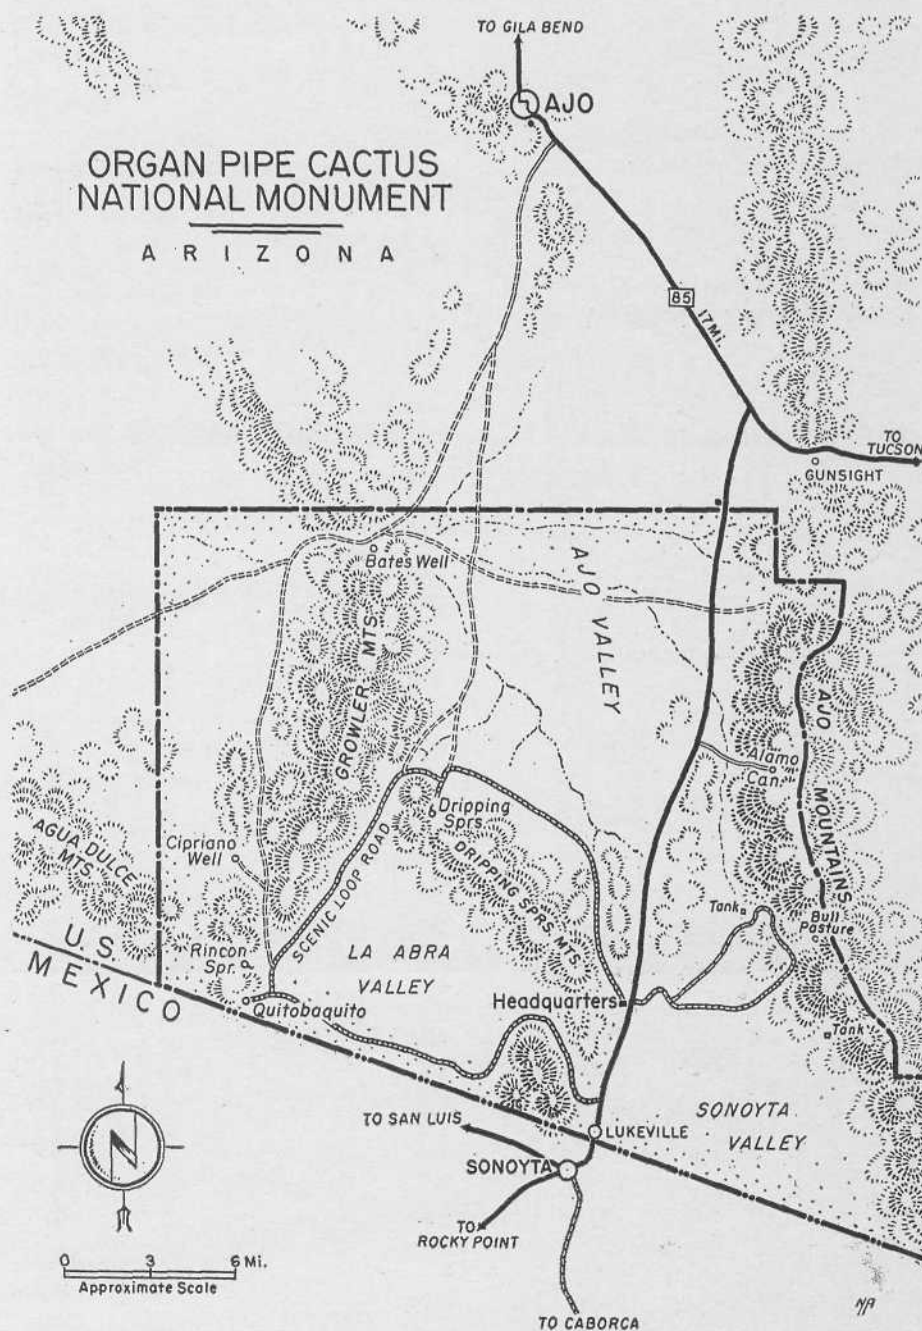 TO GILA BEND
AJO
ORGAN PIPE CACTUS
NATIONAL MONUMENT
ARIZONA
85
17 Mi.
TO
TUCSON
GUNSIGHT
Bates Well
AJO
VALLEY
GROWLER MTS.
AJO
MOUNTAINS
Alamo
Can.
Dripping
Sprs.
AGUA DULCE
MTS.
Cipriano
Well
SCENIC LOOP ROAD
DRIPPING SPRS. MTS.
Tank
Bull
Pasture
U.S.
MEXICO
Rincon
Spr.
LA ABRA
VALLEY
Headquarters
Quitobaquito
Tank
SONOYTA
VALLEY
TO SAN LUIS
LUKEVILLE
SONOYTA
TO
ROCKY POINT
N
0 3 6 Mi.
Approximate Scale
TO CABORCA